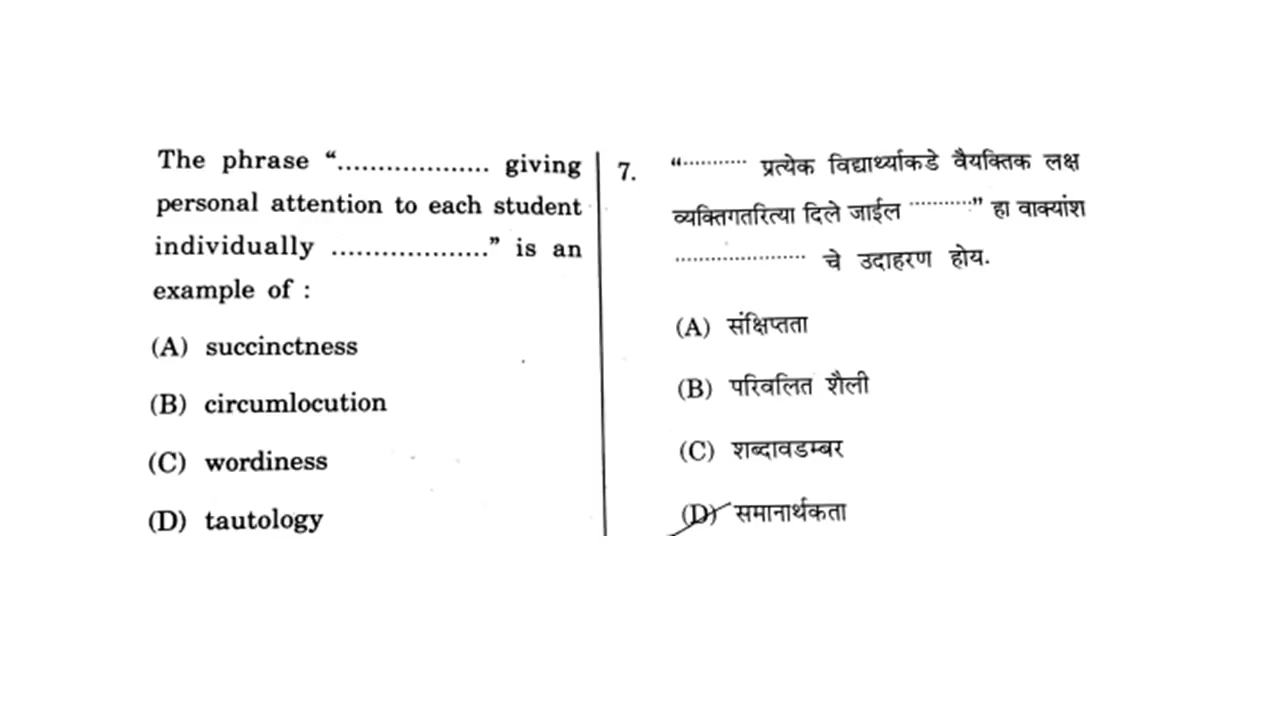 The phrase “................... giving
personal attention to each student
individually ...................” is an
example of :
(A) succinctness
(B) circumlocution
(C) wordiness
(D) tautology
7. “........... प्रत्येक विद्यार्थ्याकडे वैयक्तिक लक्ष
व्यक्तिगतरित्या दिले जाईल ...........” हा वाक्यांश
....................... चे उदाहरण होय.
(A) संक्षिप्तता
(B) परिवलित शैली
(C) शब्दावडम्बर
(D) समानार्थकता